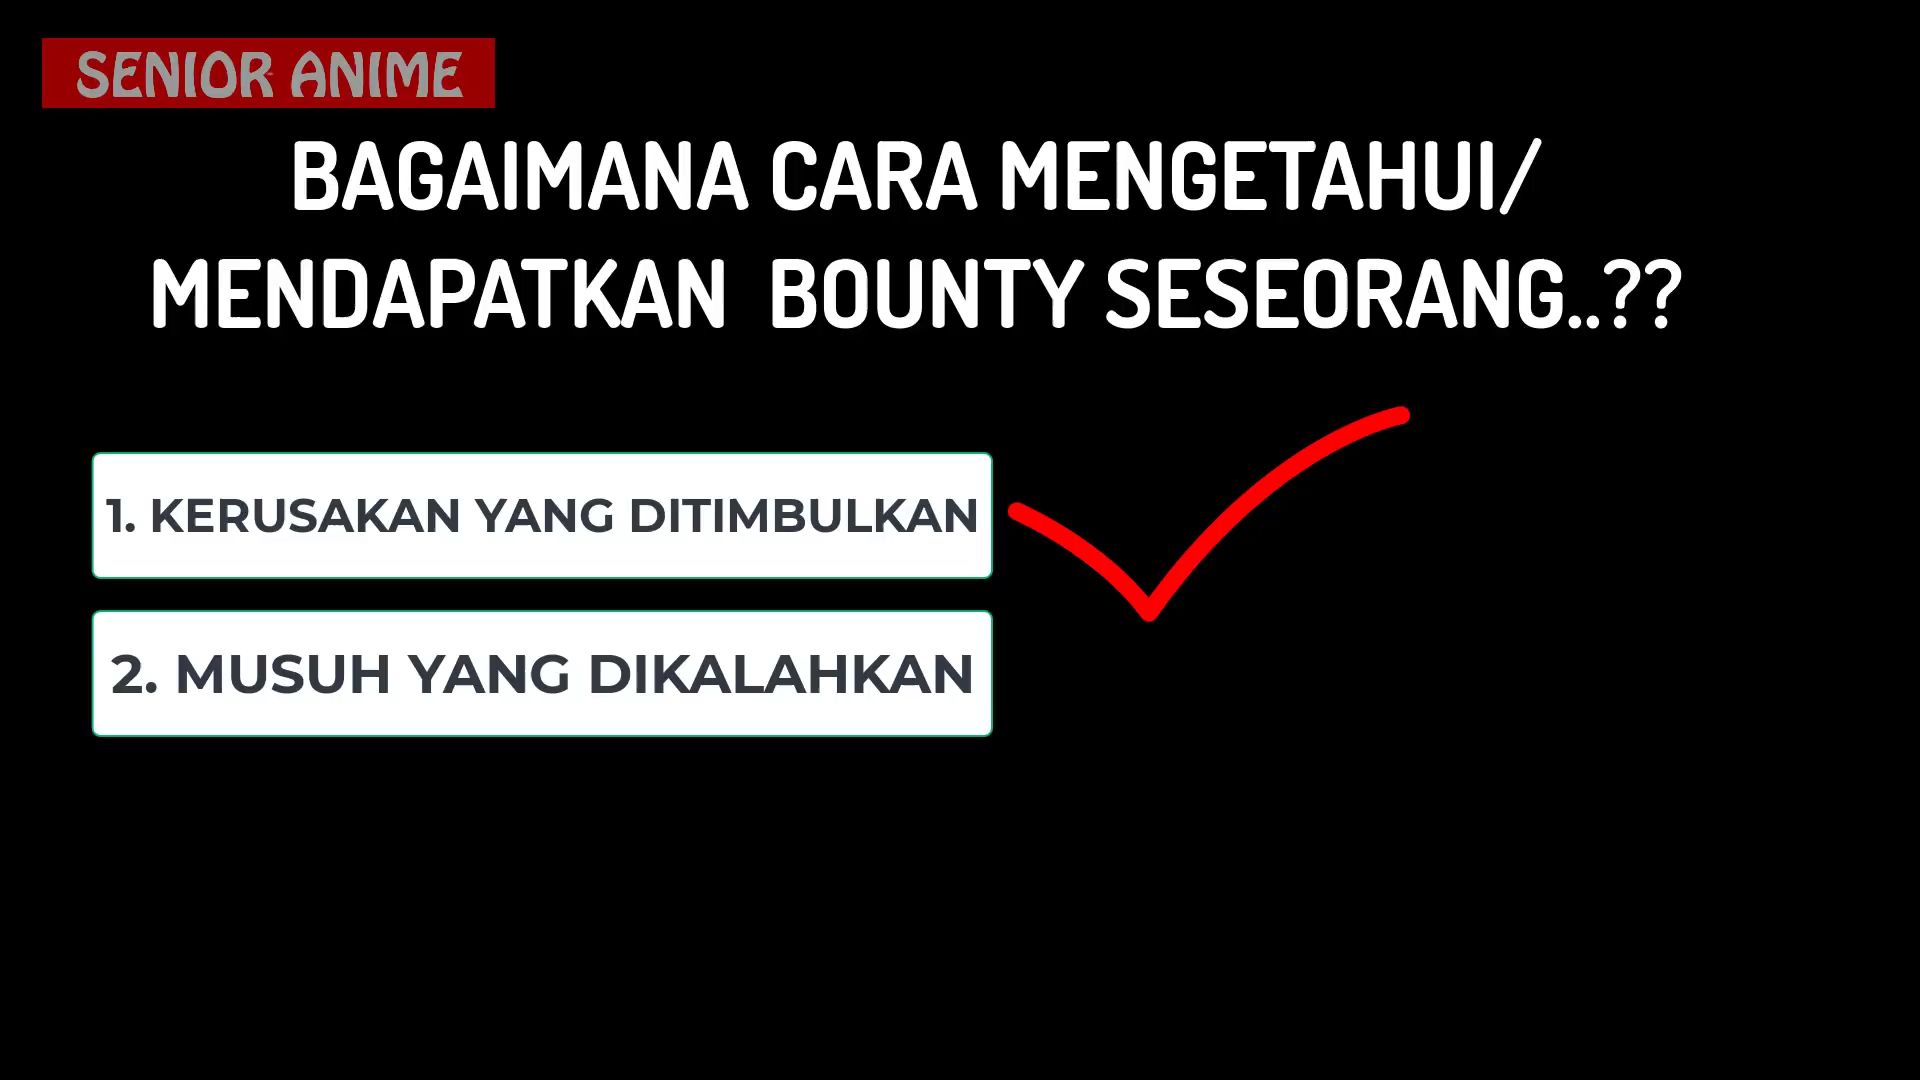 SENIOR ANIME
BAGAIMANA CARA MENGETAHUI/
MENDAPATKAN BOUNTY SESEORANG..??
1. KERUSAKAN YANG DITIMBULKAN
2. MUSUH YANG DIKALAHKAN